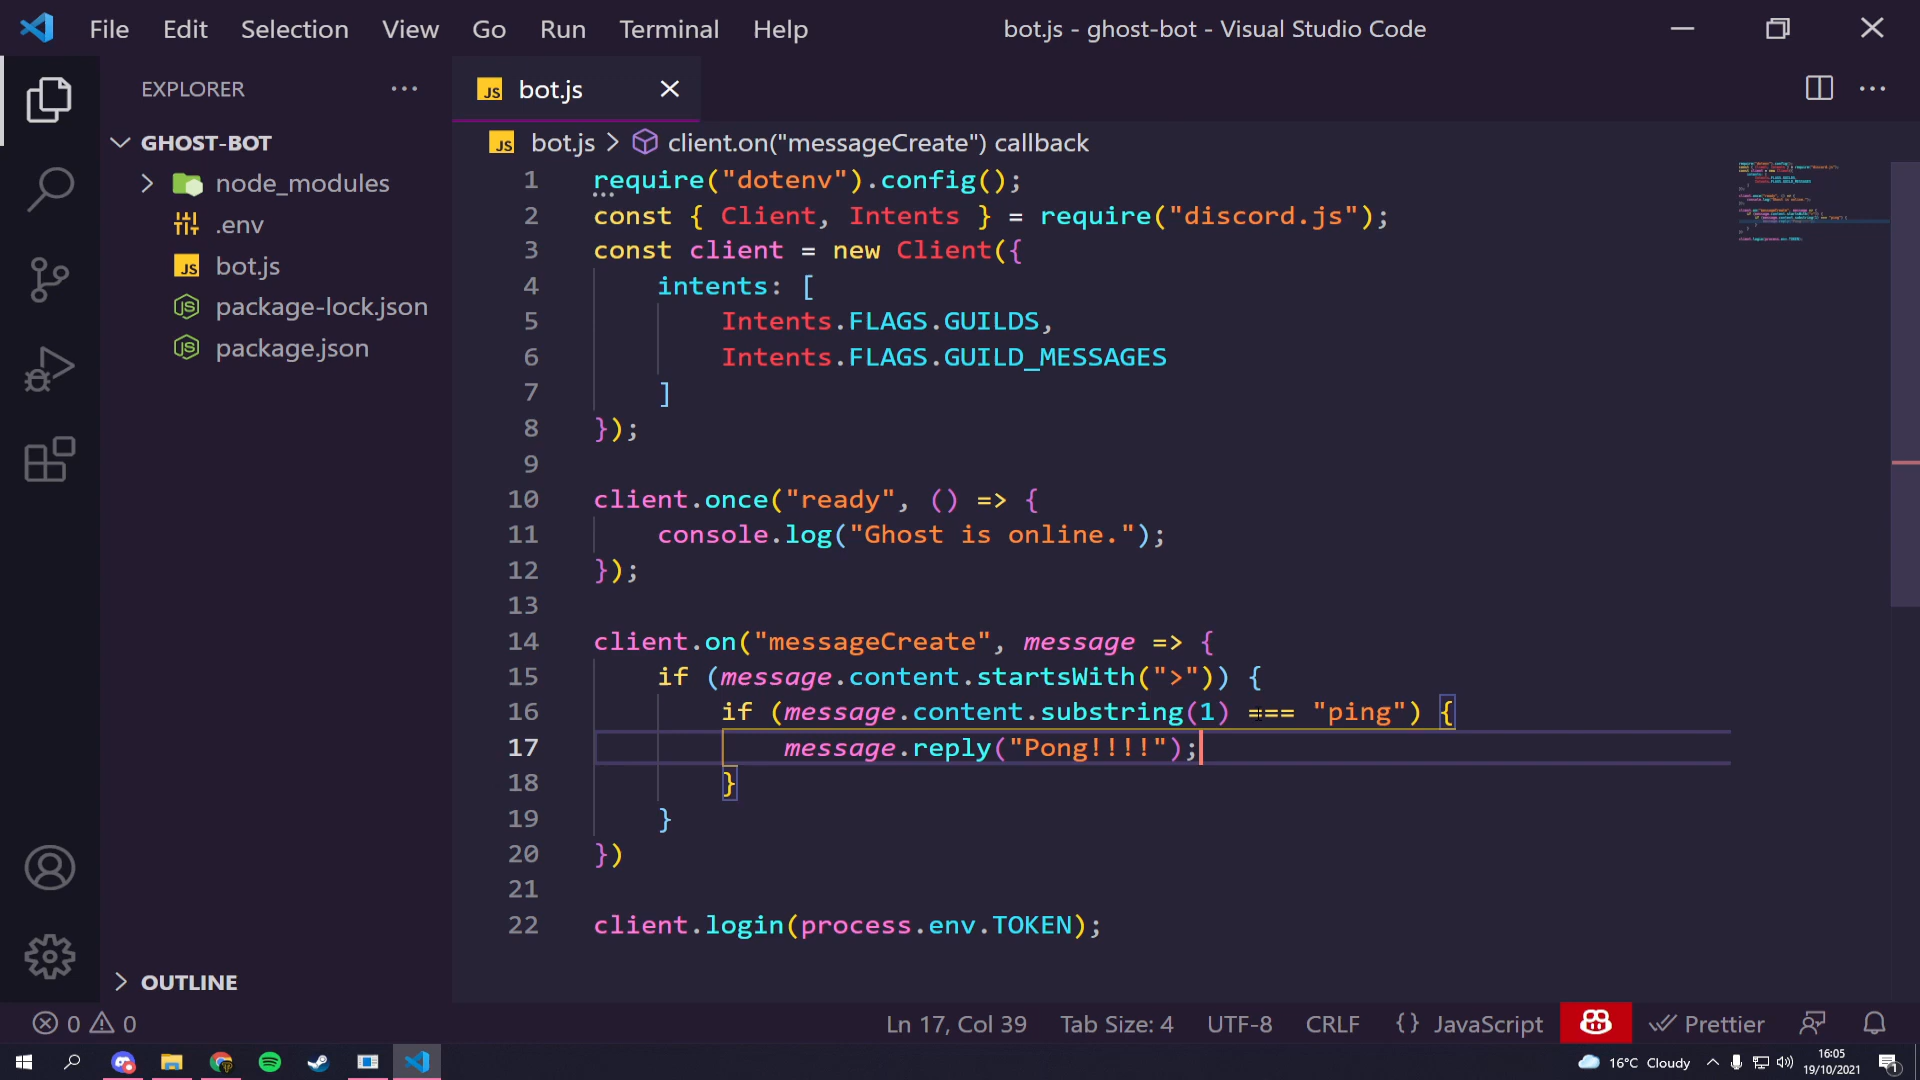 File Edit Selection View Go Run Terminal Help bot.js - ghost-bot - Visual Studio Code
EXPLORER
GHOST-BOT
node_modules
.env
JS bot.js
package-lock.json
package.json
OUTLINE
JS bot.js
JS bot.js > client.on("messageCreate") callback
1 require("dotenv").config();
2 const { Client, Intents } = require("discord.js");
3 const client = new Client({
4     intents: [
5         Intents.FLAGS.GUILDS,
6         Intents.FLAGS.GUILD_MESSAGES
7     ]
8 });
9
10 client.once("ready", () => {
11     console.log("Ghost is online.");
12 });
13
14 client.on("messageCreate", message => {
15     if (message.content.startsWith(">")) {
16         if (message.content.substring(1) === "ping") {
17             message.reply("Pong!!!!");
18         }
19     }
20 })
21
22 client.login(process.env.TOKEN);
0 0 Ln 17, Col 39 Tab Size: 4 UTF-8 CRLF {} JavaScript Prettier
16°C Cloudy 16:05
19/10/2021
1